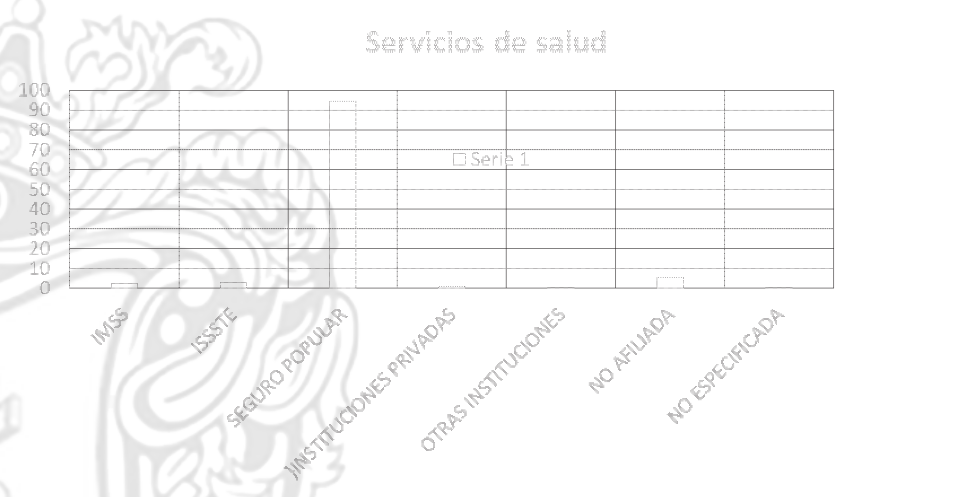 Servicios de salud
100
90
80
70
60
50
40
30
20
10
0
Serie 1
IMSS
ISSSTE
SEGURO POPULAR
JINSTITUCIONES PRIVADAS
OTRAS INSTITUCIONES
NO AFILIADA
NO ESPECIFICADA